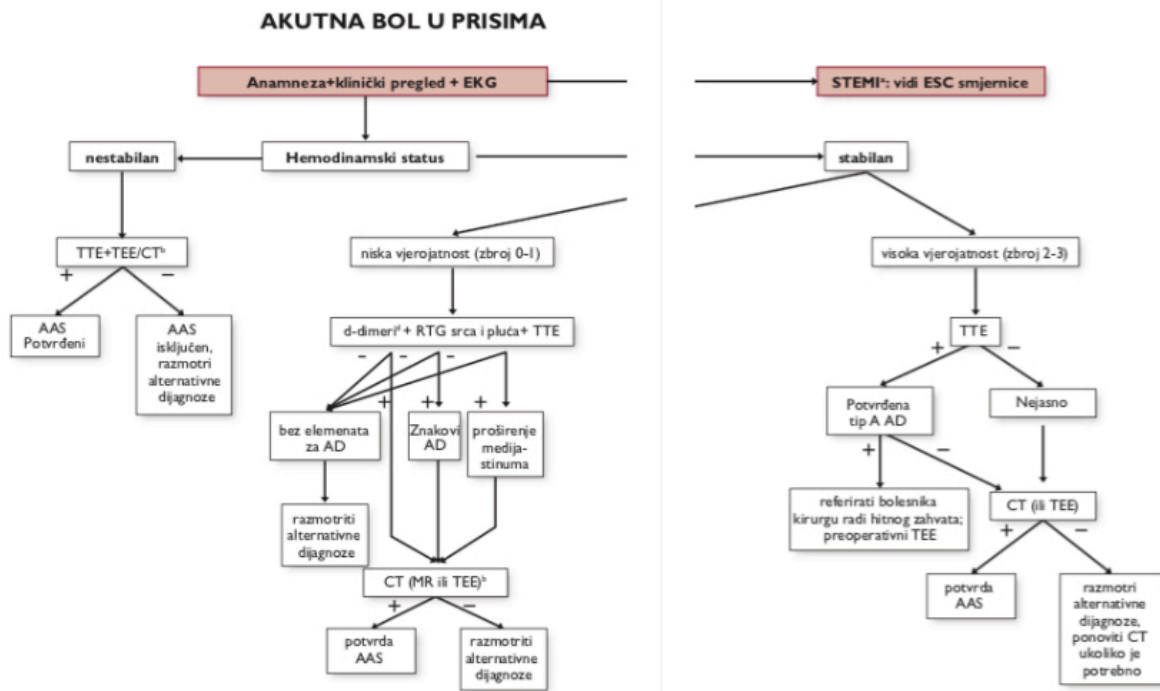 AKUTNA BOL U PRSIMA
Anamneza+klinički pregled + EKG
STEMIª: vidi ESC smjernice
nestabilan
Hemodinamski status
stabilan
TTE+TEE/CTᵇ
niska vjerojatnost (zbroj 0-1)
visoka vjerojatnost (zbroj 2-3)
+
–
AAS
Potvrđeni
AAS
isključen,
razmotri
alternativne
dijagnoze
d-dimeriᵈ + RTG srca i pluća+ TTE
- - -
+ + +
bez elemenata
za AD
Znakovi
AD
proširenje
medija-
stinuma
razmotriti
alternativne
dijagnoze
CT (MR ili TEE)ᵇ
+
–
potvrda
AAS
razmotriti
alternativne
dijagnoze
TTE
+
–
Potvrđena
tip A AD
Nejasno
+
–
referirati bolesnika
kirurgu radi hitnog zahvata;
preoperativni TEE
CT (ili TEE)
+
–
potvrda
AAS
razmotri
alternativne
dijagnoze,
ponoviti CT
ukoliko je
potrebno